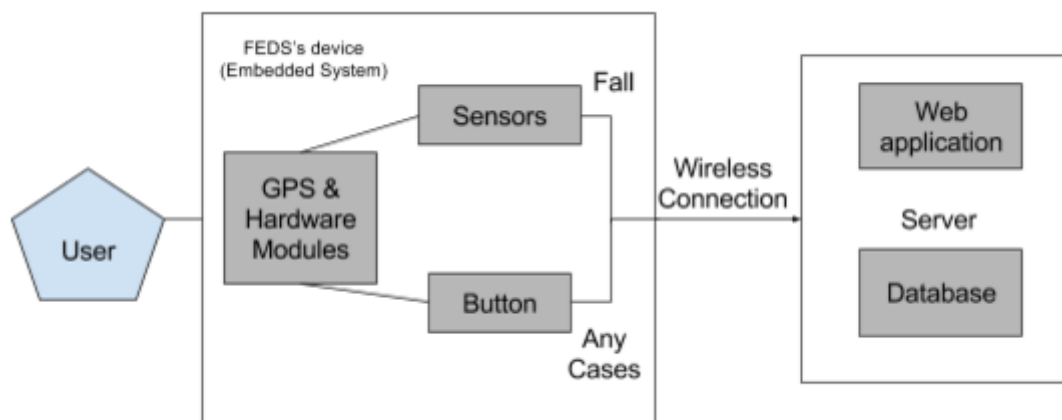 FEDS's device
(Embedded System)
Fall
Sensors
GPS &
Hardware
Modules
User
Button
Any
Cases
Wireless
Connection
Web
application
Server
Database